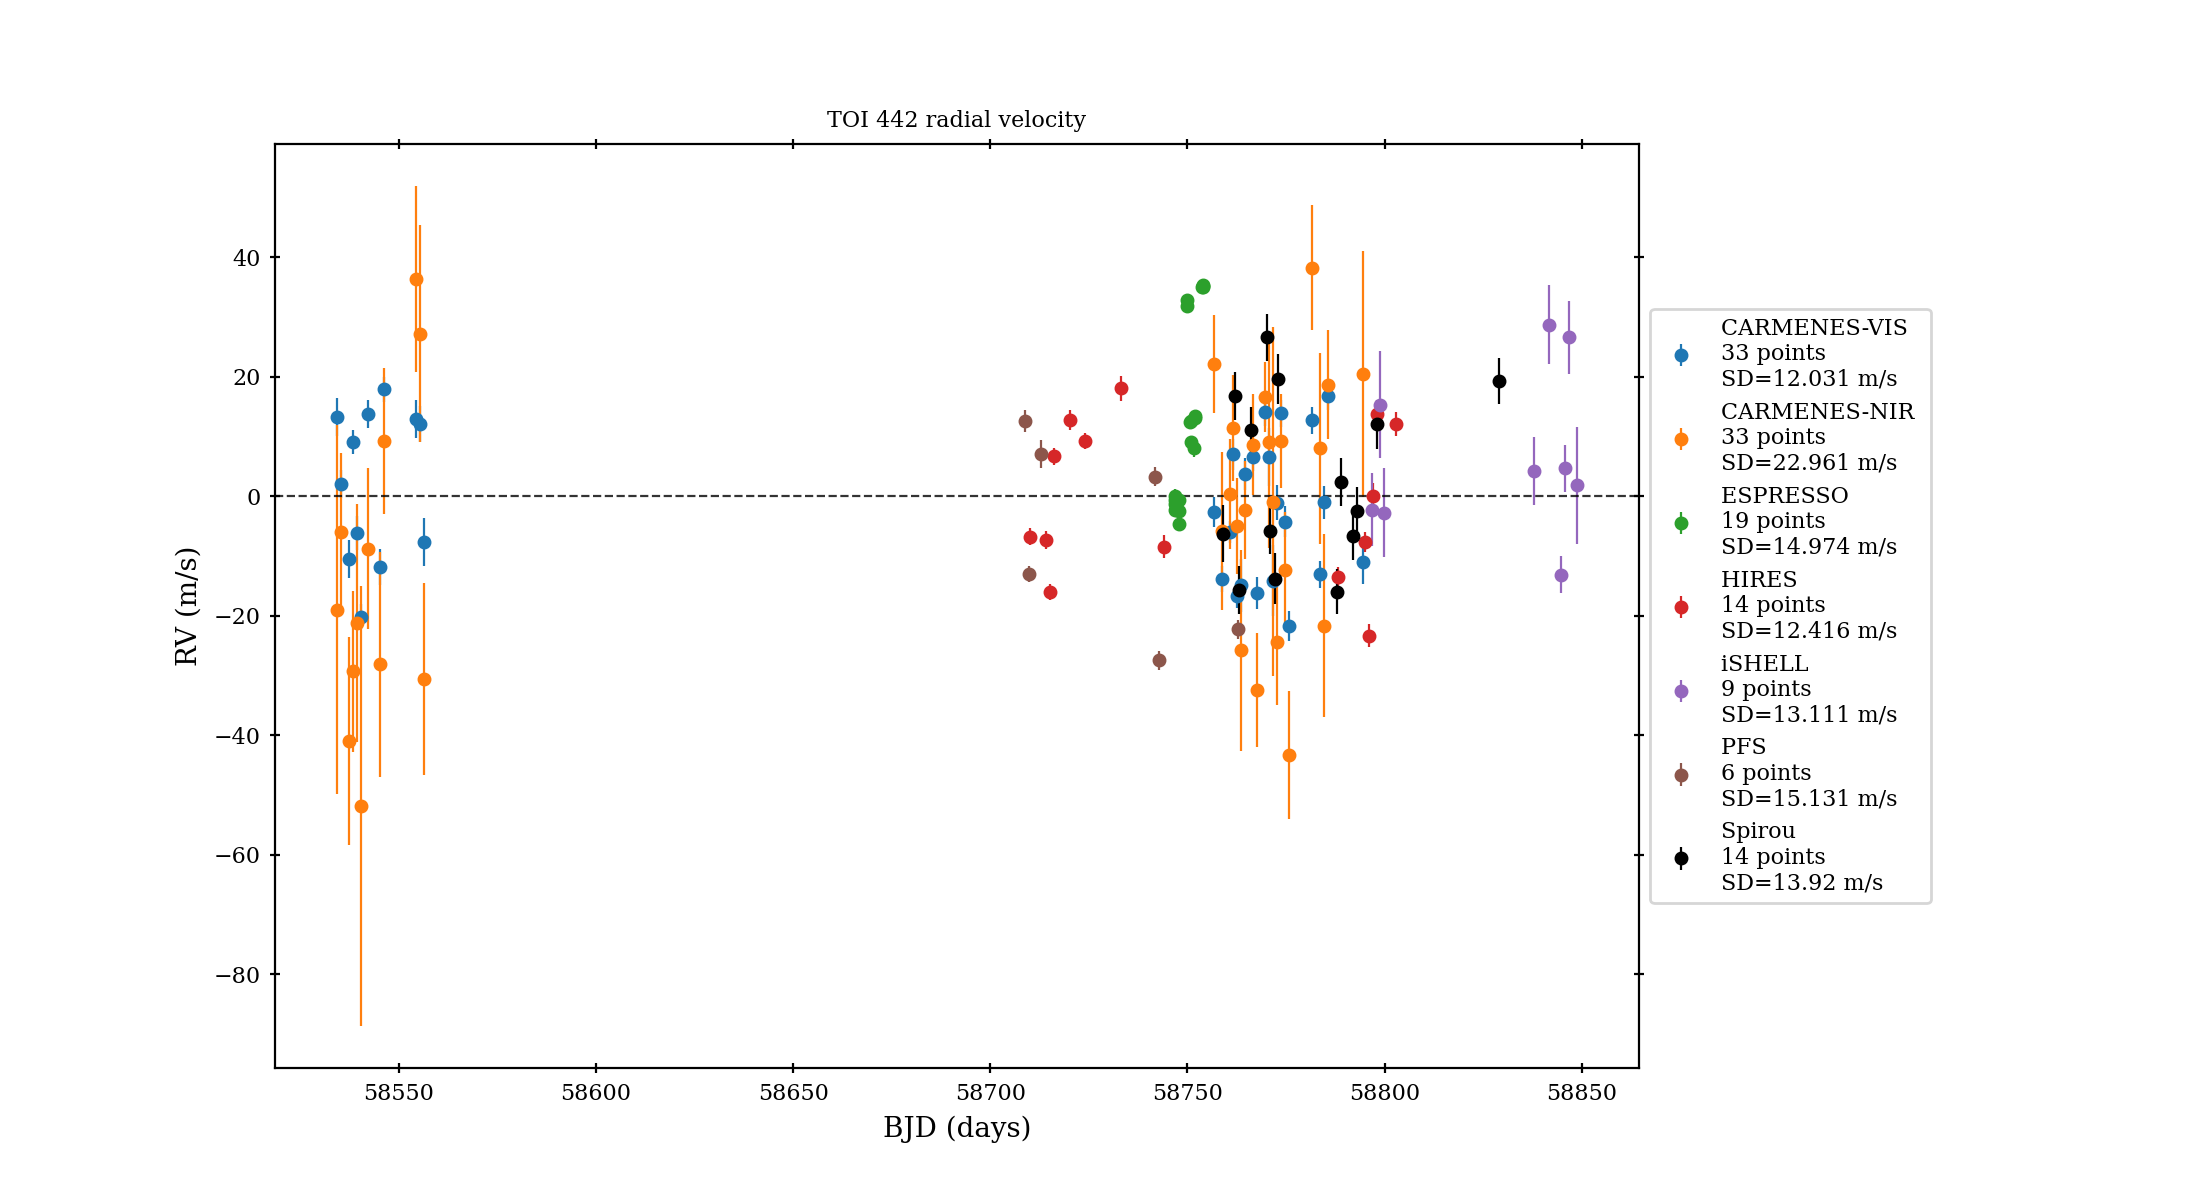 TOI 442 radial velocity
RV (m/s)
40
20
0
−20
−40
−60
−80
58550 58600 58650 58700 58750 58800 58850
BJD (days)
CARMENES-VIS
33 points
SD=12.031 m/s
CARMENES-NIR
33 points
SD=22.961 m/s
ESPRESSO
19 points
SD=14.974 m/s
HIRES
14 points
SD=12.416 m/s
iSHELL
9 points
SD=13.111 m/s
PFS
6 points
SD=15.131 m/s
Spirou
14 points
SD=13.92 m/s